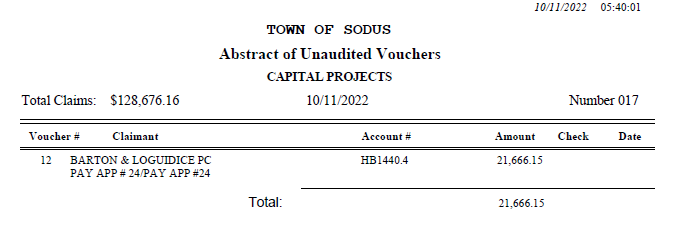 10/11/2022 05:40:01
TOWN OF SODUS
Abstract of Unaudited Vouchers
CAPITAL PROJECTS
Total Claims: $128,676.16 10/11/2022 Number 017
Voucher # Claimant Account # Amount Check Date
12 BARTON & LOGUIDICE PC HB1440.4 21,666.15
PAY APP # 24/PAY APP #24
Total: 21,666.15